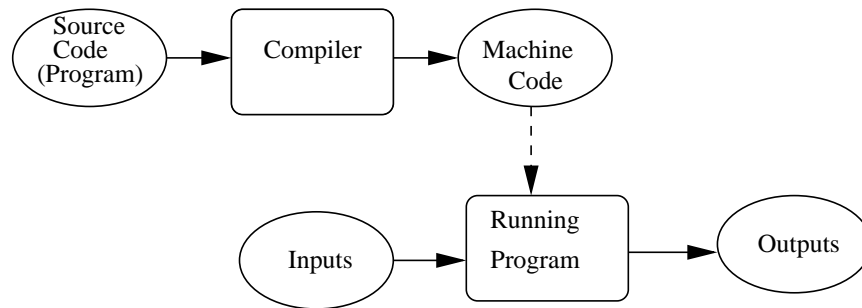 Source
Code
(Program)
Compiler
Machine
Code
Inputs
Running
Program
Outputs